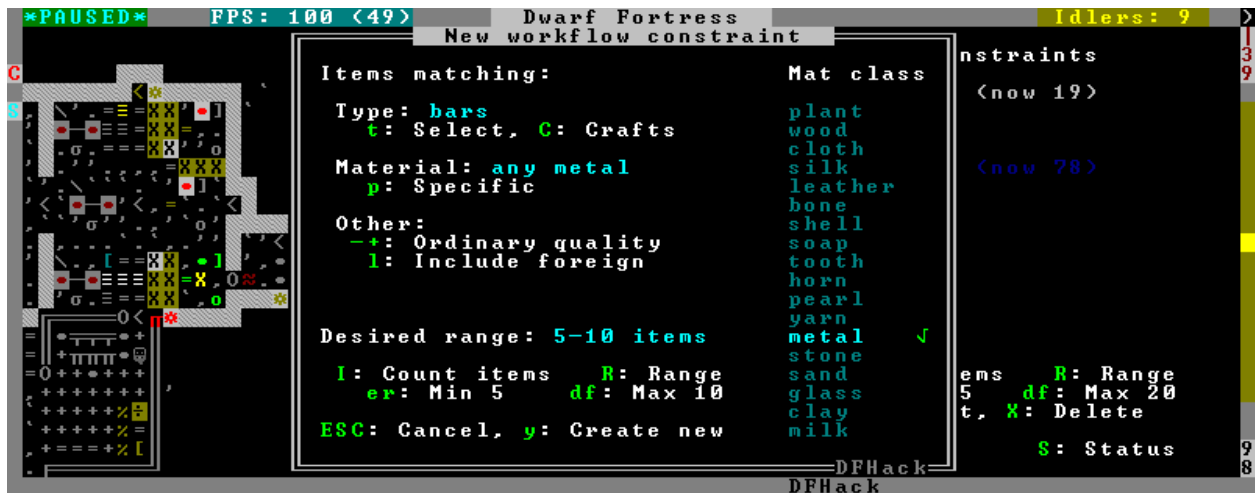 *PAUSED* FPS: 100 (49) Dwarf Fortress Idlers: 9
New workflow constraint
nstraints
Items matching: Mat class
(now 19)
Type: bars plant
t: Select, C: Crafts wood
cloth
Material: any metal silk (now 78)
p: Specific leather
bone
Other: shell
-+: Ordinary quality soap
l: Include foreign tooth
horn
pearl
yarn
Desired range: 5-10 items metal √
stone
I: Count items R: Range sand ems R: Range
er: Min 5 df: Max 10 glass 5 df: Max 20
clay t, X: Delete
ESC: Cancel, y: Create new milk
S: Status
DFHack
DFHack